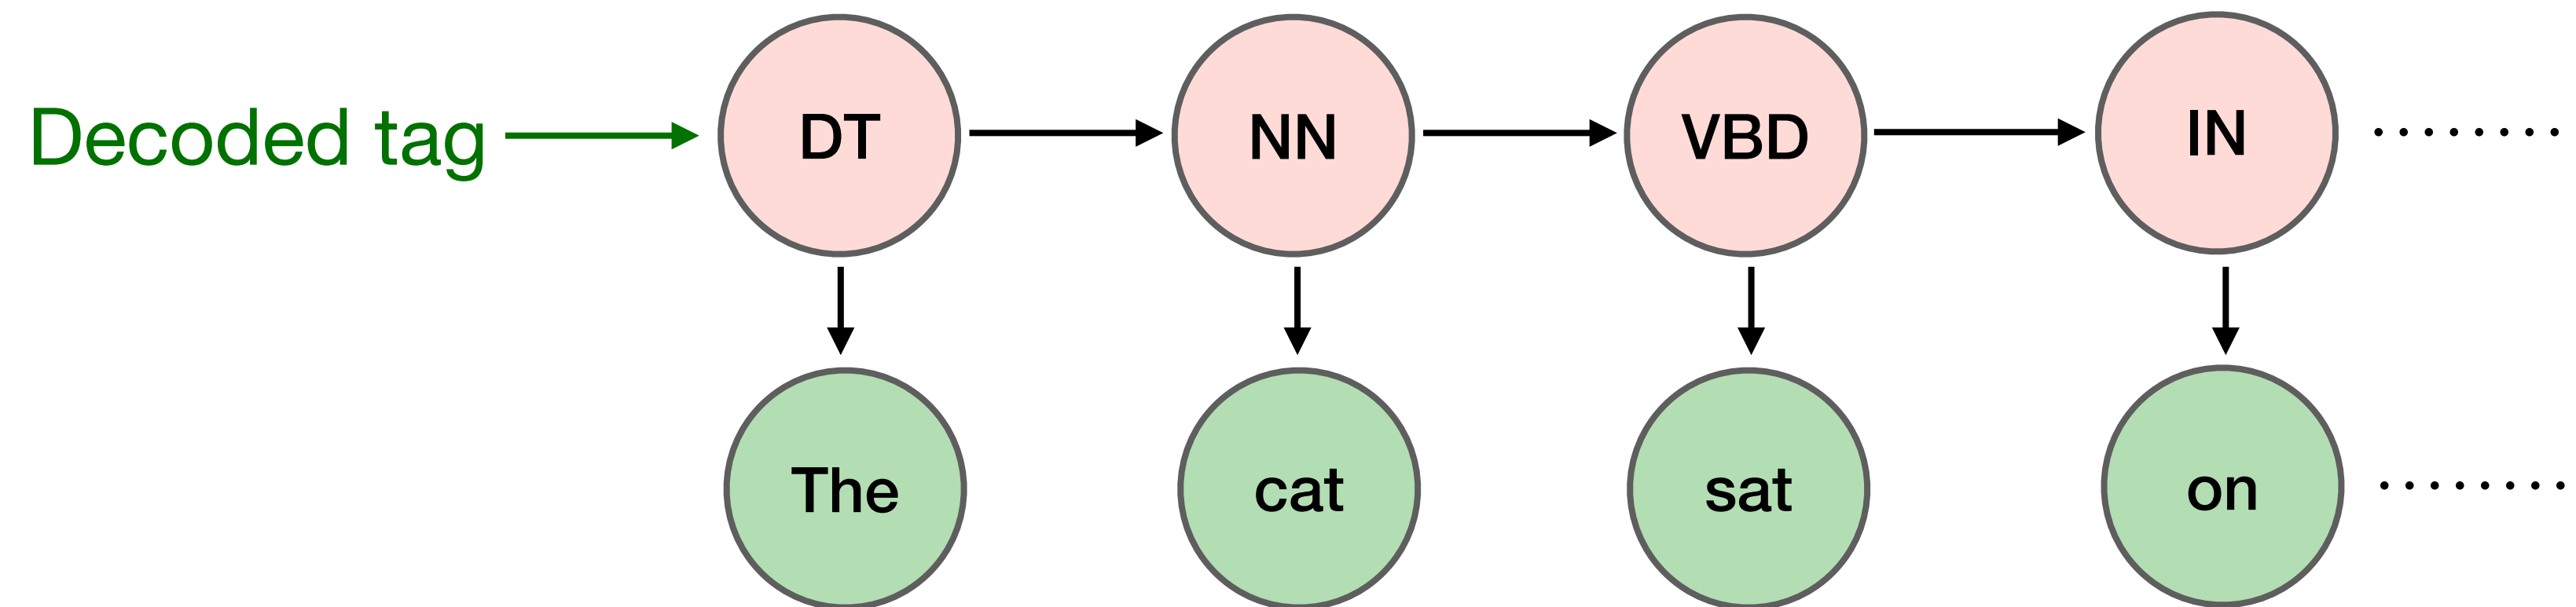 Decoded tag DT NN VBD IN ........
The cat sat on ........